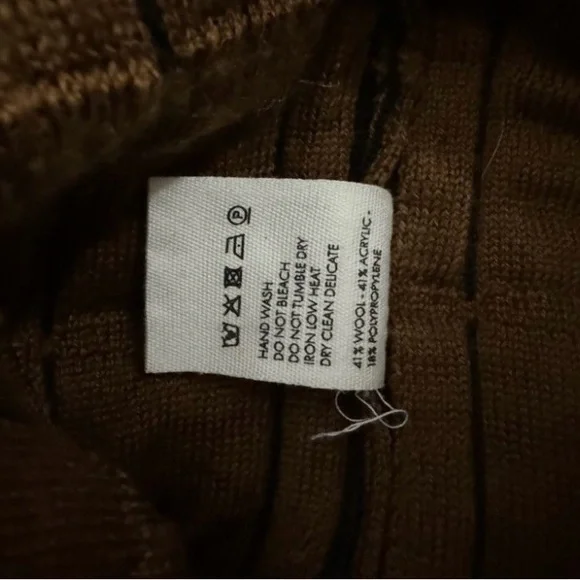 HAND WASH
DO NOT BLEACH
DO NOT TUMBLE DRY
IRON LOW HEAT
DRY CLEAN DELICATE
41% WOOL - 41% ACRYLIC -
18% POLYPROPYLENE
P